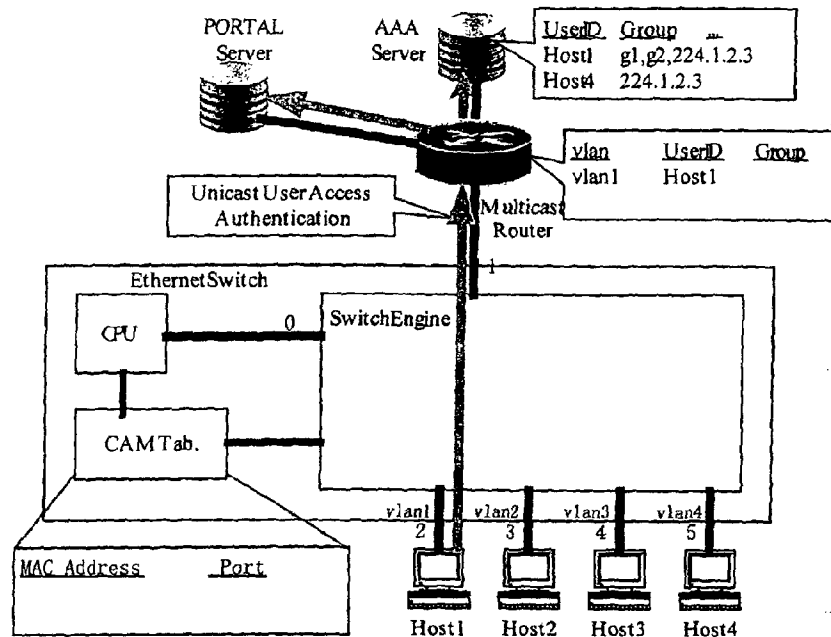 PORTAL
Server
AAA
Server
UserID Group ...
Host1 g1,g2,224.1.2.3
Host4 224.1.2.3
vlan UserID Group
vlan1 Host1
Unicast User Access
Authentication
Multicast
Router
1
EthernetSwitch
CPU
0
SwitchEngine
CAM Tab.
vlan1 vlan2 vlan3 vlan4
2 3 4 5
MAC Address Port
Host1 Host2 Host3 Host4